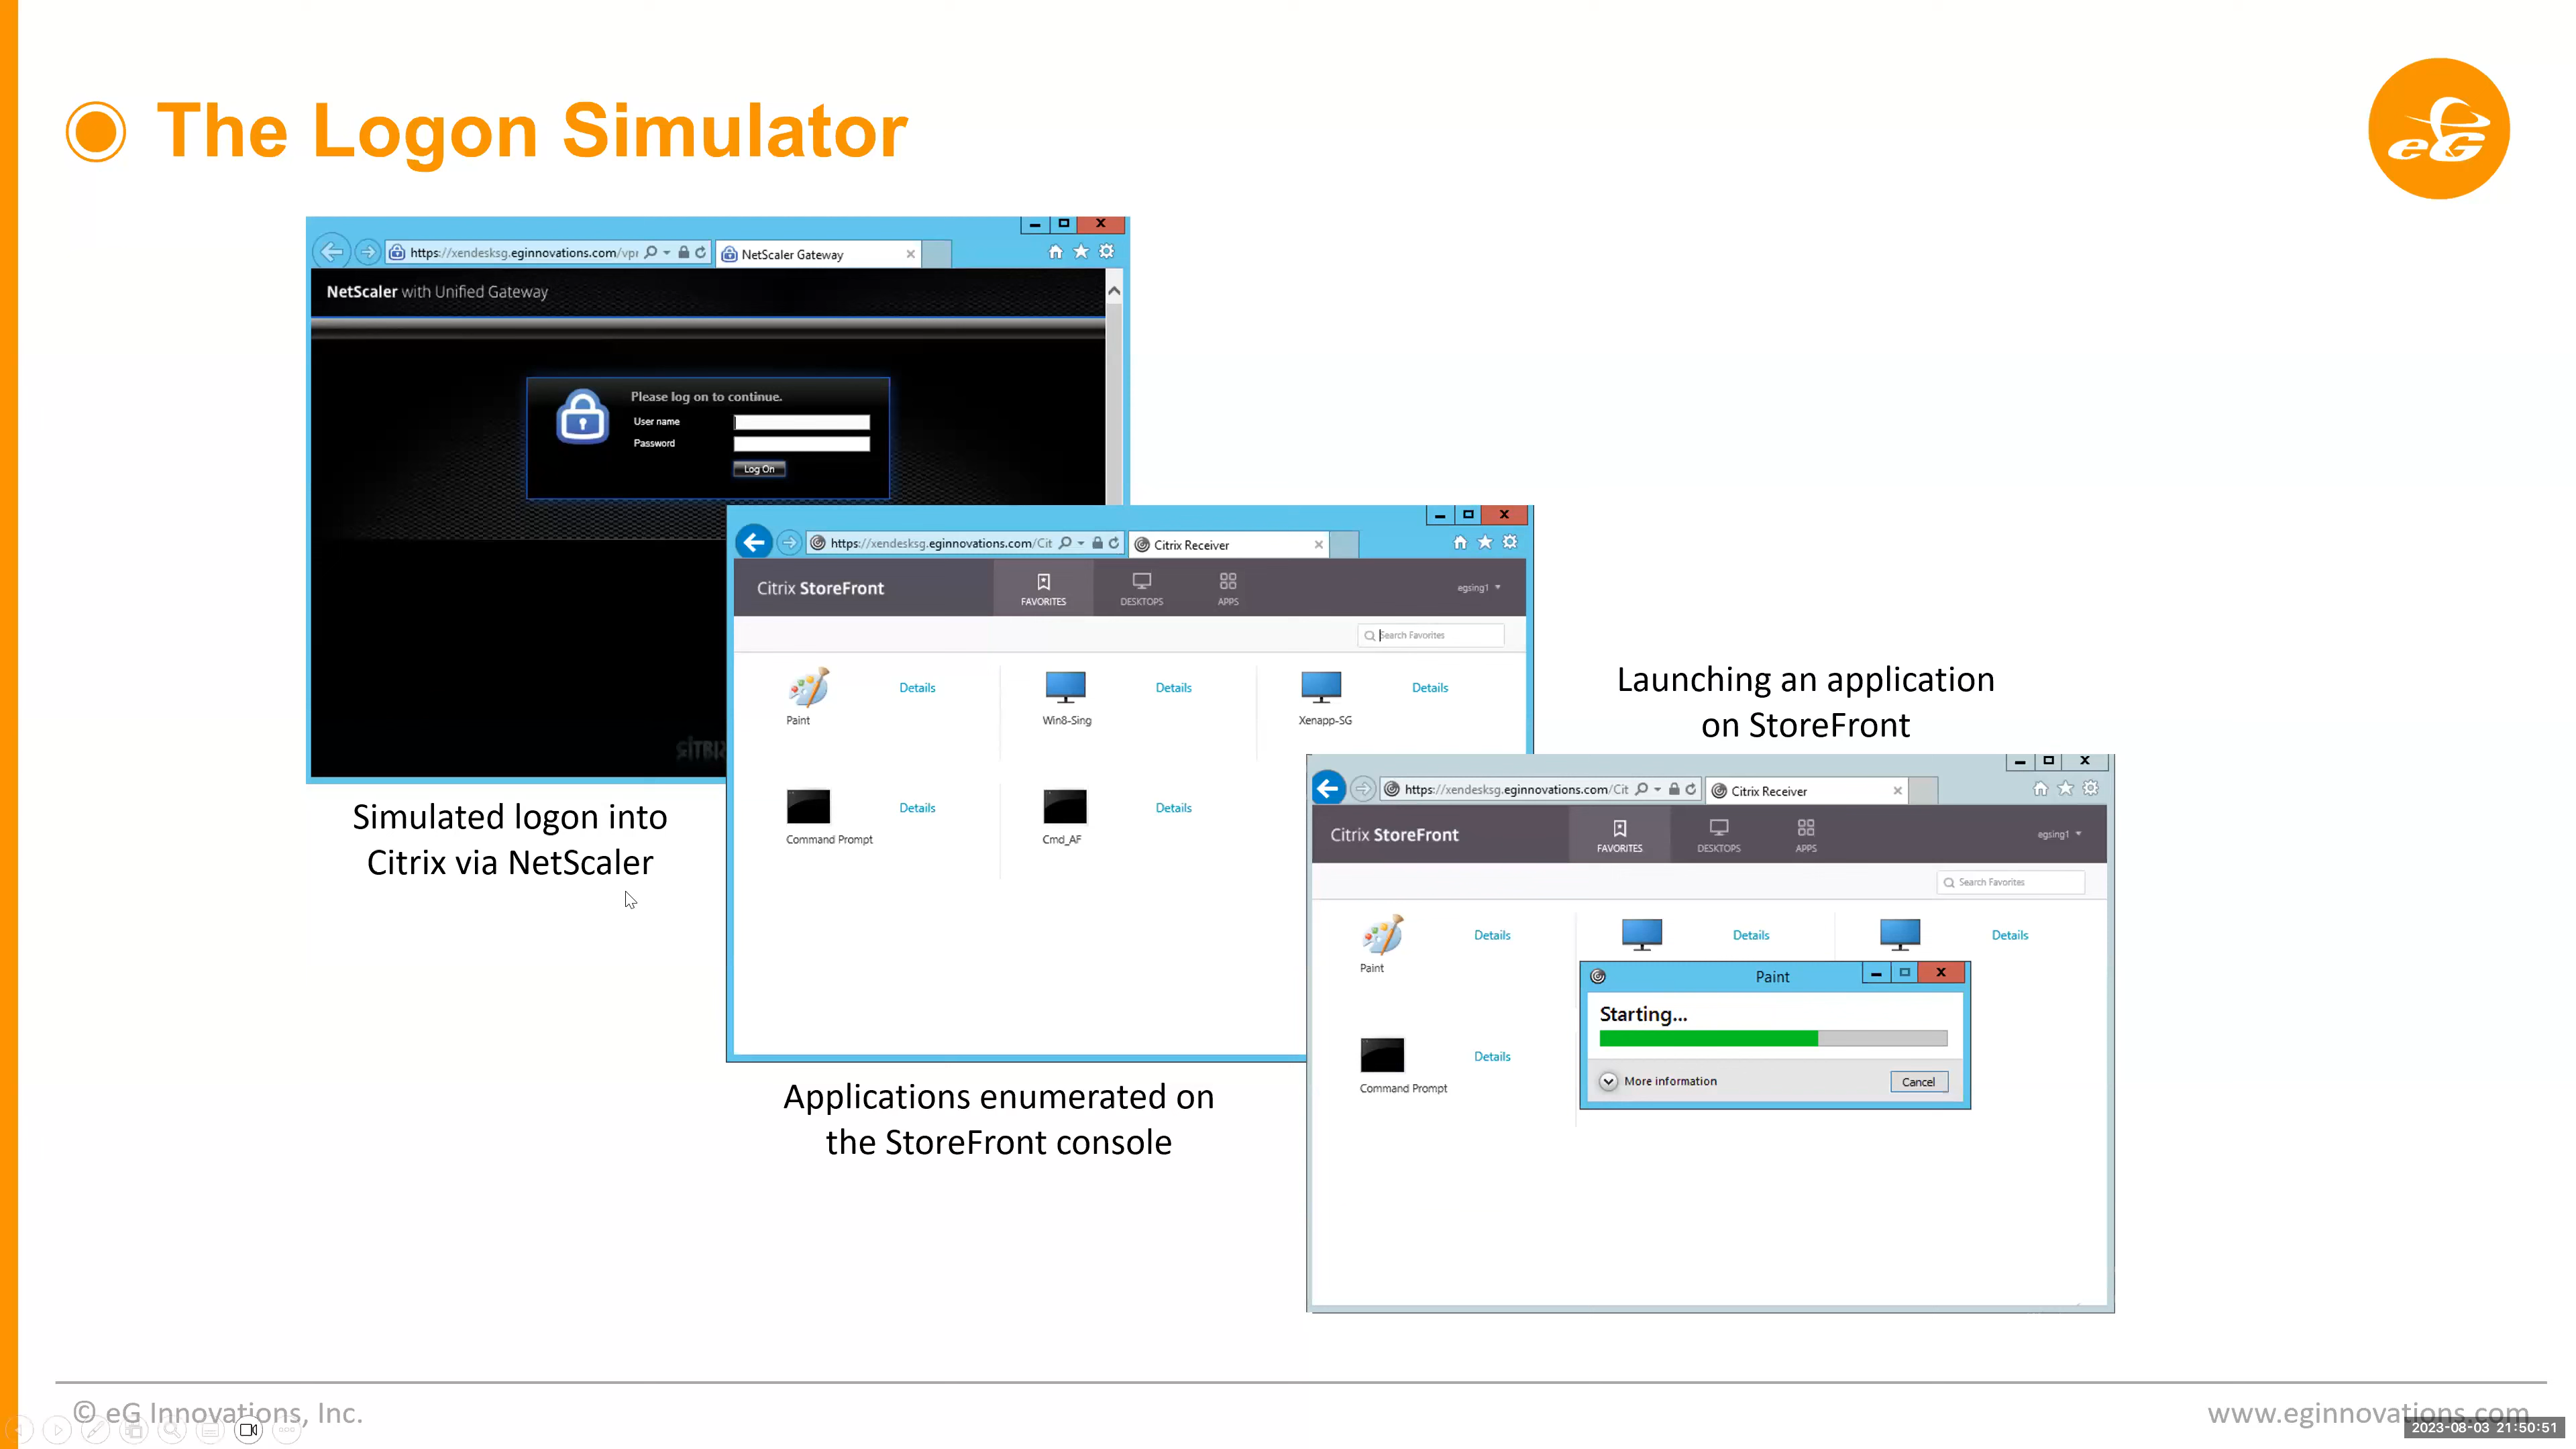 The Logon Simulator
eG
https://xendesksg.eginnovations.com/vpn
NetScaler Gateway
NetScaler with Unified Gateway
Please log on to continue.
User name
Password
Log On
CİTRIX
Simulated logon into
Citrix via NetScaler
https://xendesksg.eginnovations.com/Cit
Citrix Receiver
Citrix StoreFront
FAVORITES
DESKTOPS
APPS
egsing1
Search Favorites
Paint
Details
Win8-Sing
Details
Xenapp-SG
Details
Command Prompt
Details
Cmd_AF
Details
Applications enumerated on
the StoreFront console
Launching an application
on StoreFront
https://xendesksg.eginnovations.com/Cit
Citrix Receiver
Citrix StoreFront
FAVORITES
DESKTOPS
APPS
egsing1
Search Favorites
Paint
Details
Details
Details
Command Prompt
Details
Paint
Starting...
More information
Cancel
© eG Innovations, Inc.
www.eginnovations.com
2023-08-03 21:50:51